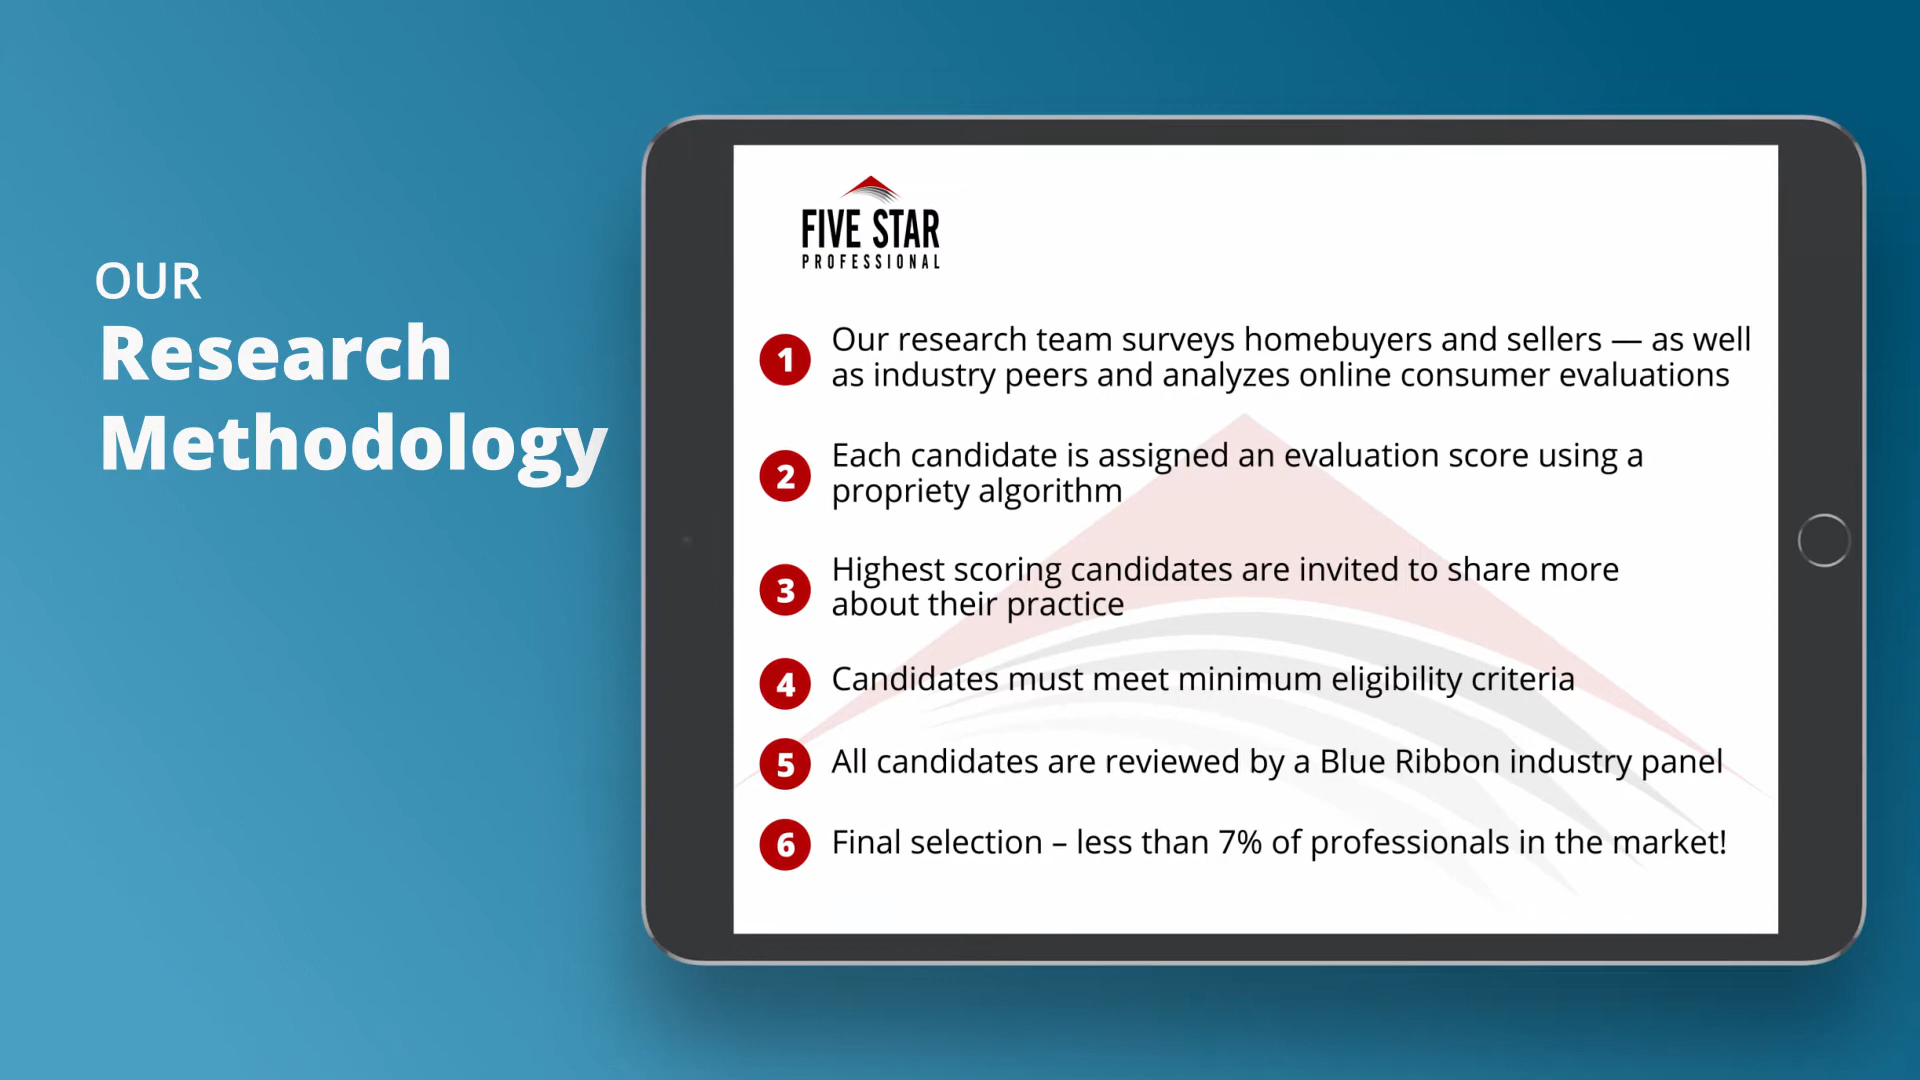 OUR
Research
Methodology
FIVE STAR
PROFESSIONAL
1 Our research team surveys homebuyers and sellers — as well
as industry peers and analyzes online consumer evaluations
2 Each candidate is assigned an evaluation score using a
propriety algorithm
3 Highest scoring candidates are invited to share more
about their practice
4 Candidates must meet minimum eligibility criteria
5 All candidates are reviewed by a Blue Ribbon industry panel
6 Final selection – less than 7% of professionals in the market!